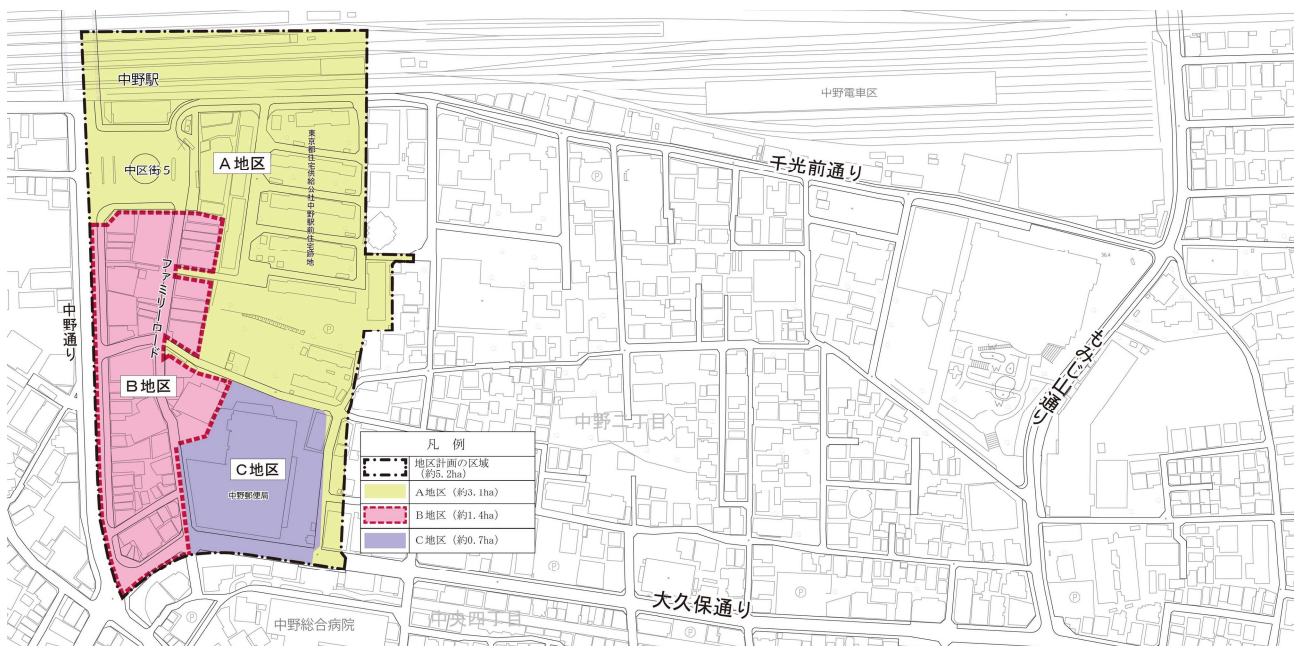 中野駅
中野電車区
中区街5
A地区
東京都住宅供給公社中野駅前住宅跡地
千光前通り
ファミリーロード
中野通り
もみじ山通り
B地区
中野二丁目
C地区
中野郵便局
凡 例
地区計画の区域
(約5.2ha)
A地区 (約3.1ha)
B地区 (約1.4ha)
C地区 (約0.7ha)
大久保通り
中央四丁目
中野総合病院
P
P
P
P
P
P
P